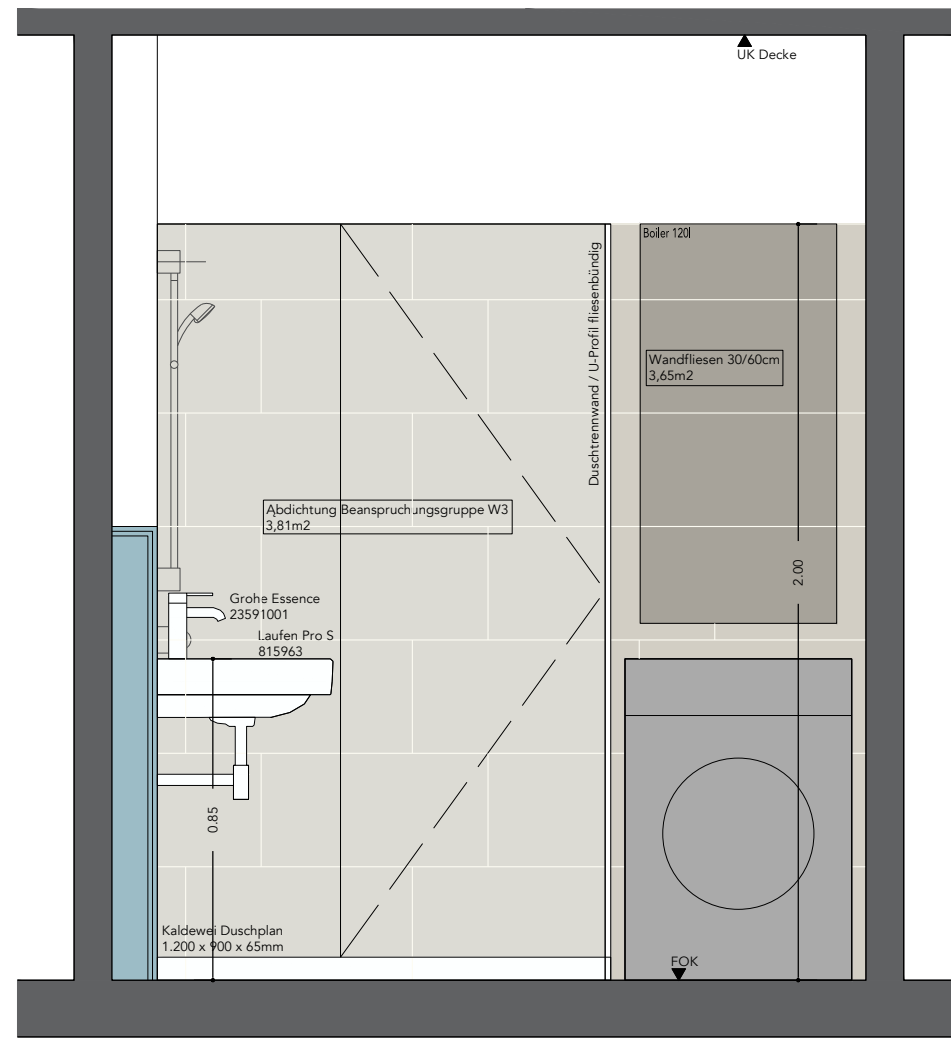 UK Decke
Boiler 120l
Duschtrennwand / U-Profil fliesenbündig
Wandfliesen 30/60cm
3,65m2
Abdichtung Beanspruchungsgruppe W3
3,81m2
2.00
Grohe Essence
23591001
Laufen Pro S
815963
0.85
Kaldewei Duschplan
1.200 x 900 x 65mm
FOK